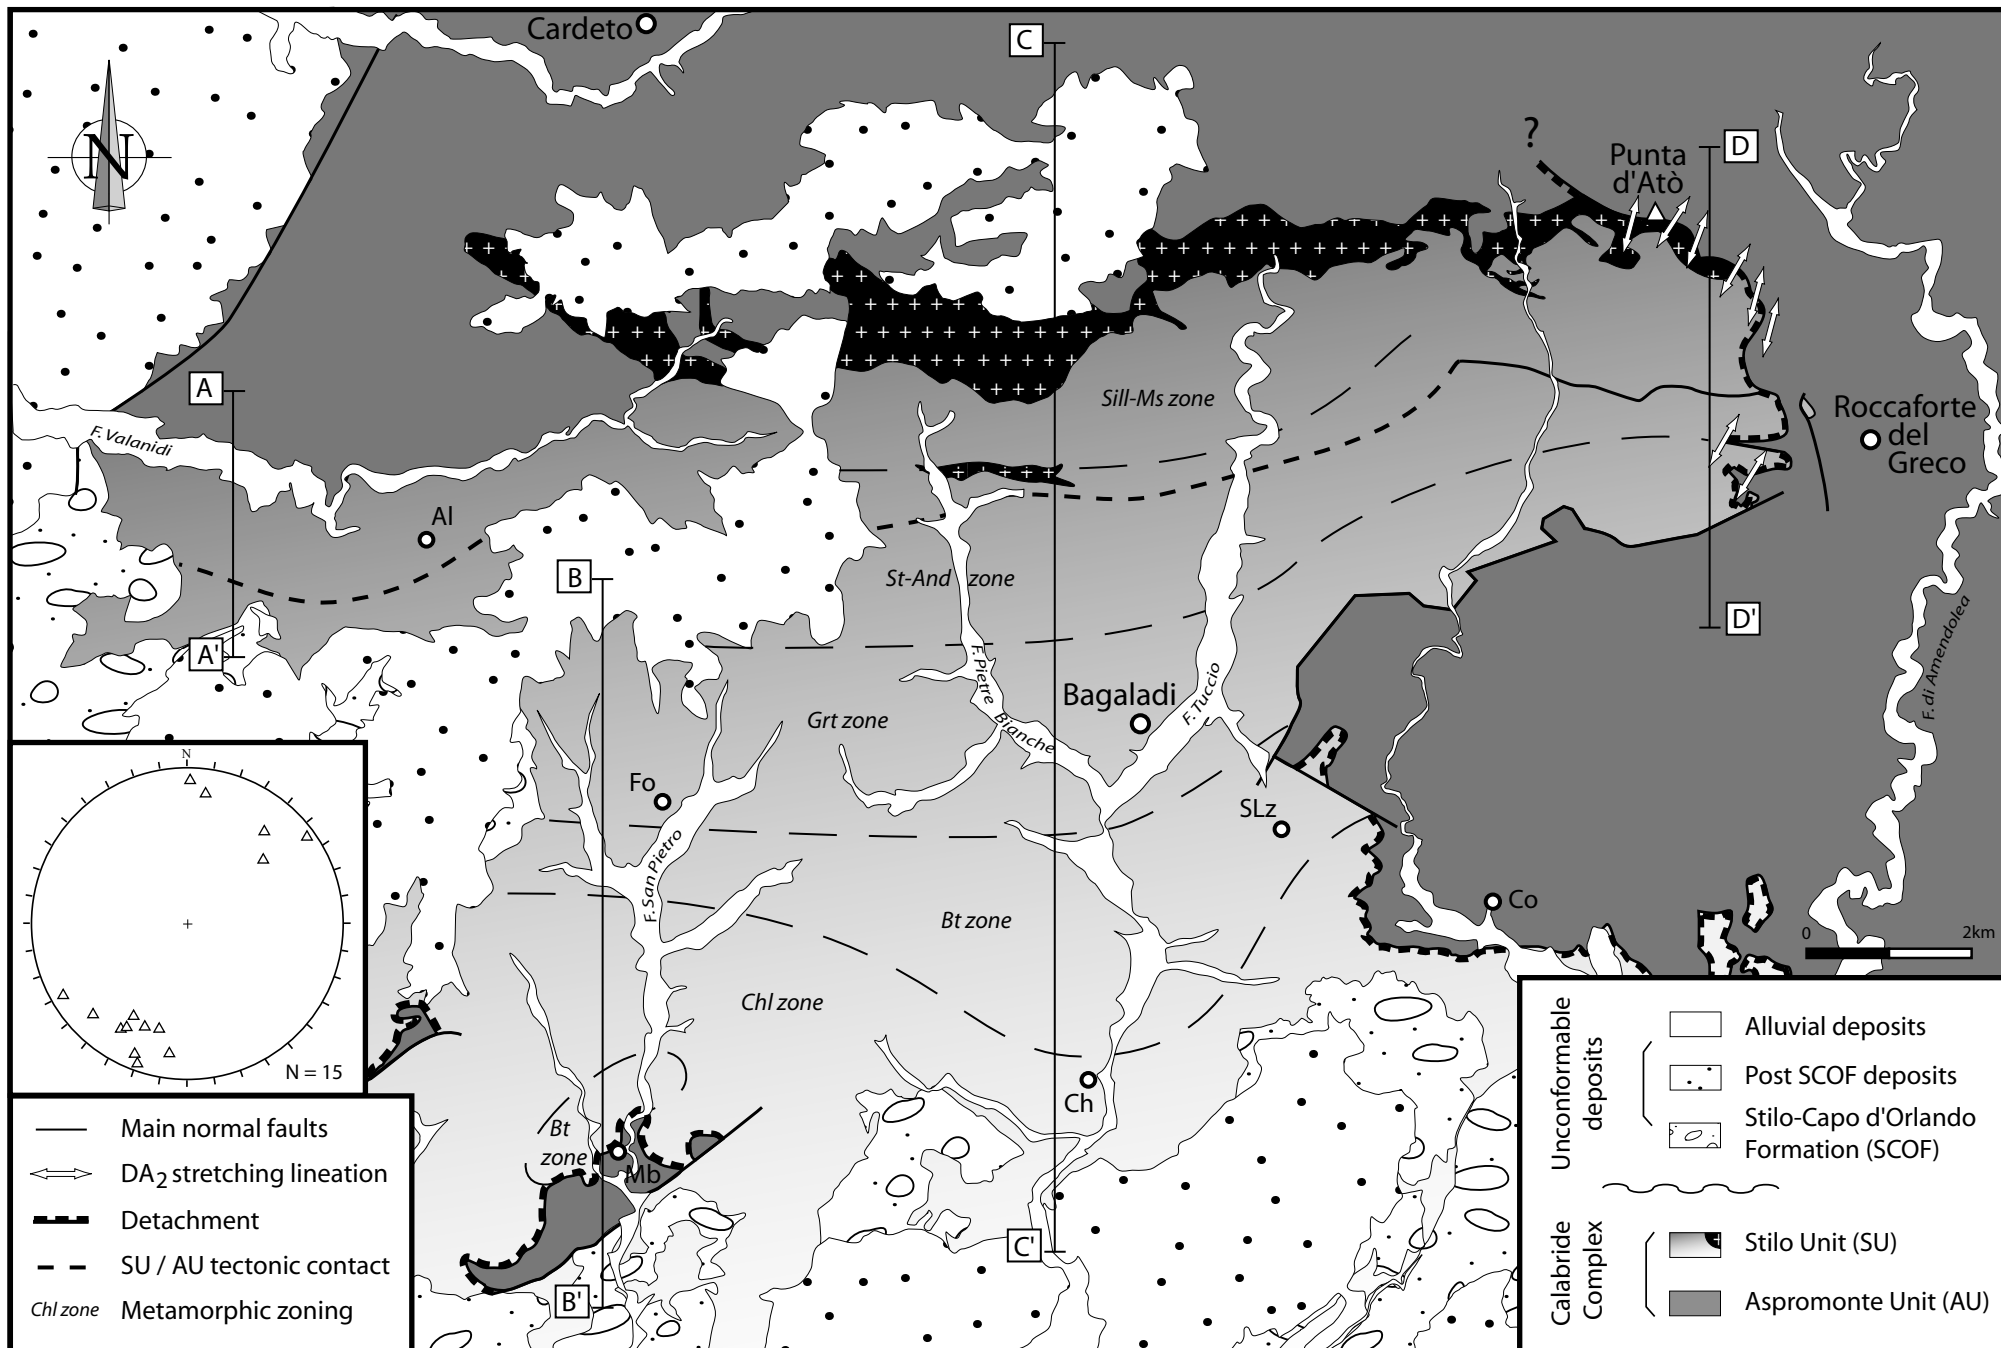 Cardeto
C
N
?
Punta
d'Atò
D
A
F. Valanidi
Sill-Ms zone
Roccaforte
del
Greco
Al
B
St-And zone
D'
A'
F. Pietre Bianche
Bagaladi
F. Tuccio
F. di Amendolea
Grt zone
N
Fo
SLz
F. San Pietro
Bt zone
Co
0 2km
Chl zone
N = 15
Ch
Bt
zone
Mb
C'
B'
Main normal faults
DA2 stretching lineation
Detachment
SU / AU tectonic contact
Chl zone Metamorphic zoning
Unconformable
deposits
Alluvial deposits
Post SCOF deposits
Stilo-Capo d'Orlando
Formation (SCOF)
Calabride
Complex
Stilo Unit (SU)
Aspromonte Unit (AU)